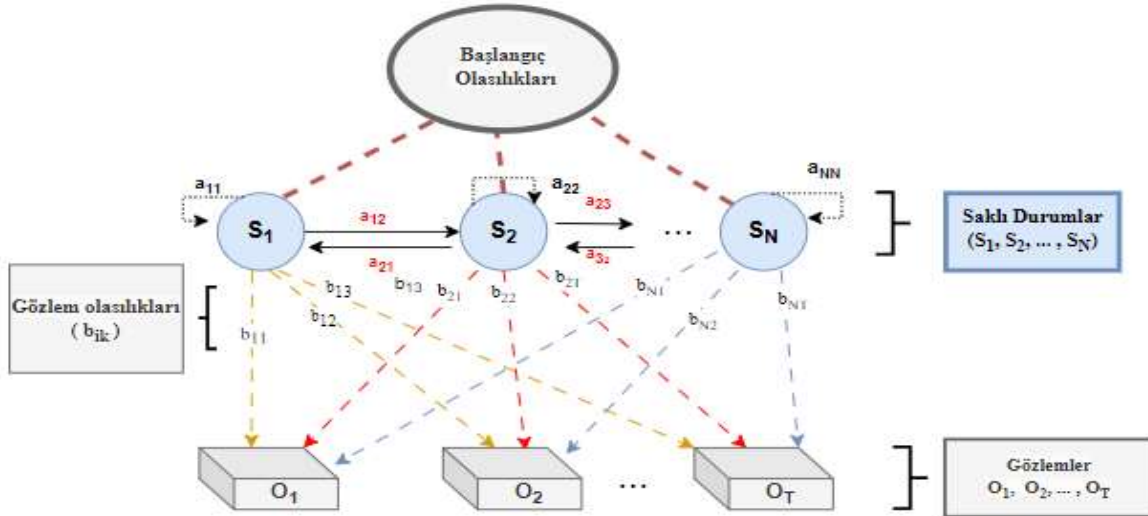 Başlangıç
Olasılıkları
a11
a12
a22
a23
aNN
S1
S2
...
SN
a21
a32
Saklı Durumlar
(S1, S2, ... , SN)
Gözlem olasılıkları
( bik )
b13
b13
b21
b22
b21
bN1
bNT
b12
b11
bN2
O1
O2
...
OT
Gözlemler
O1, O2, ... , OT